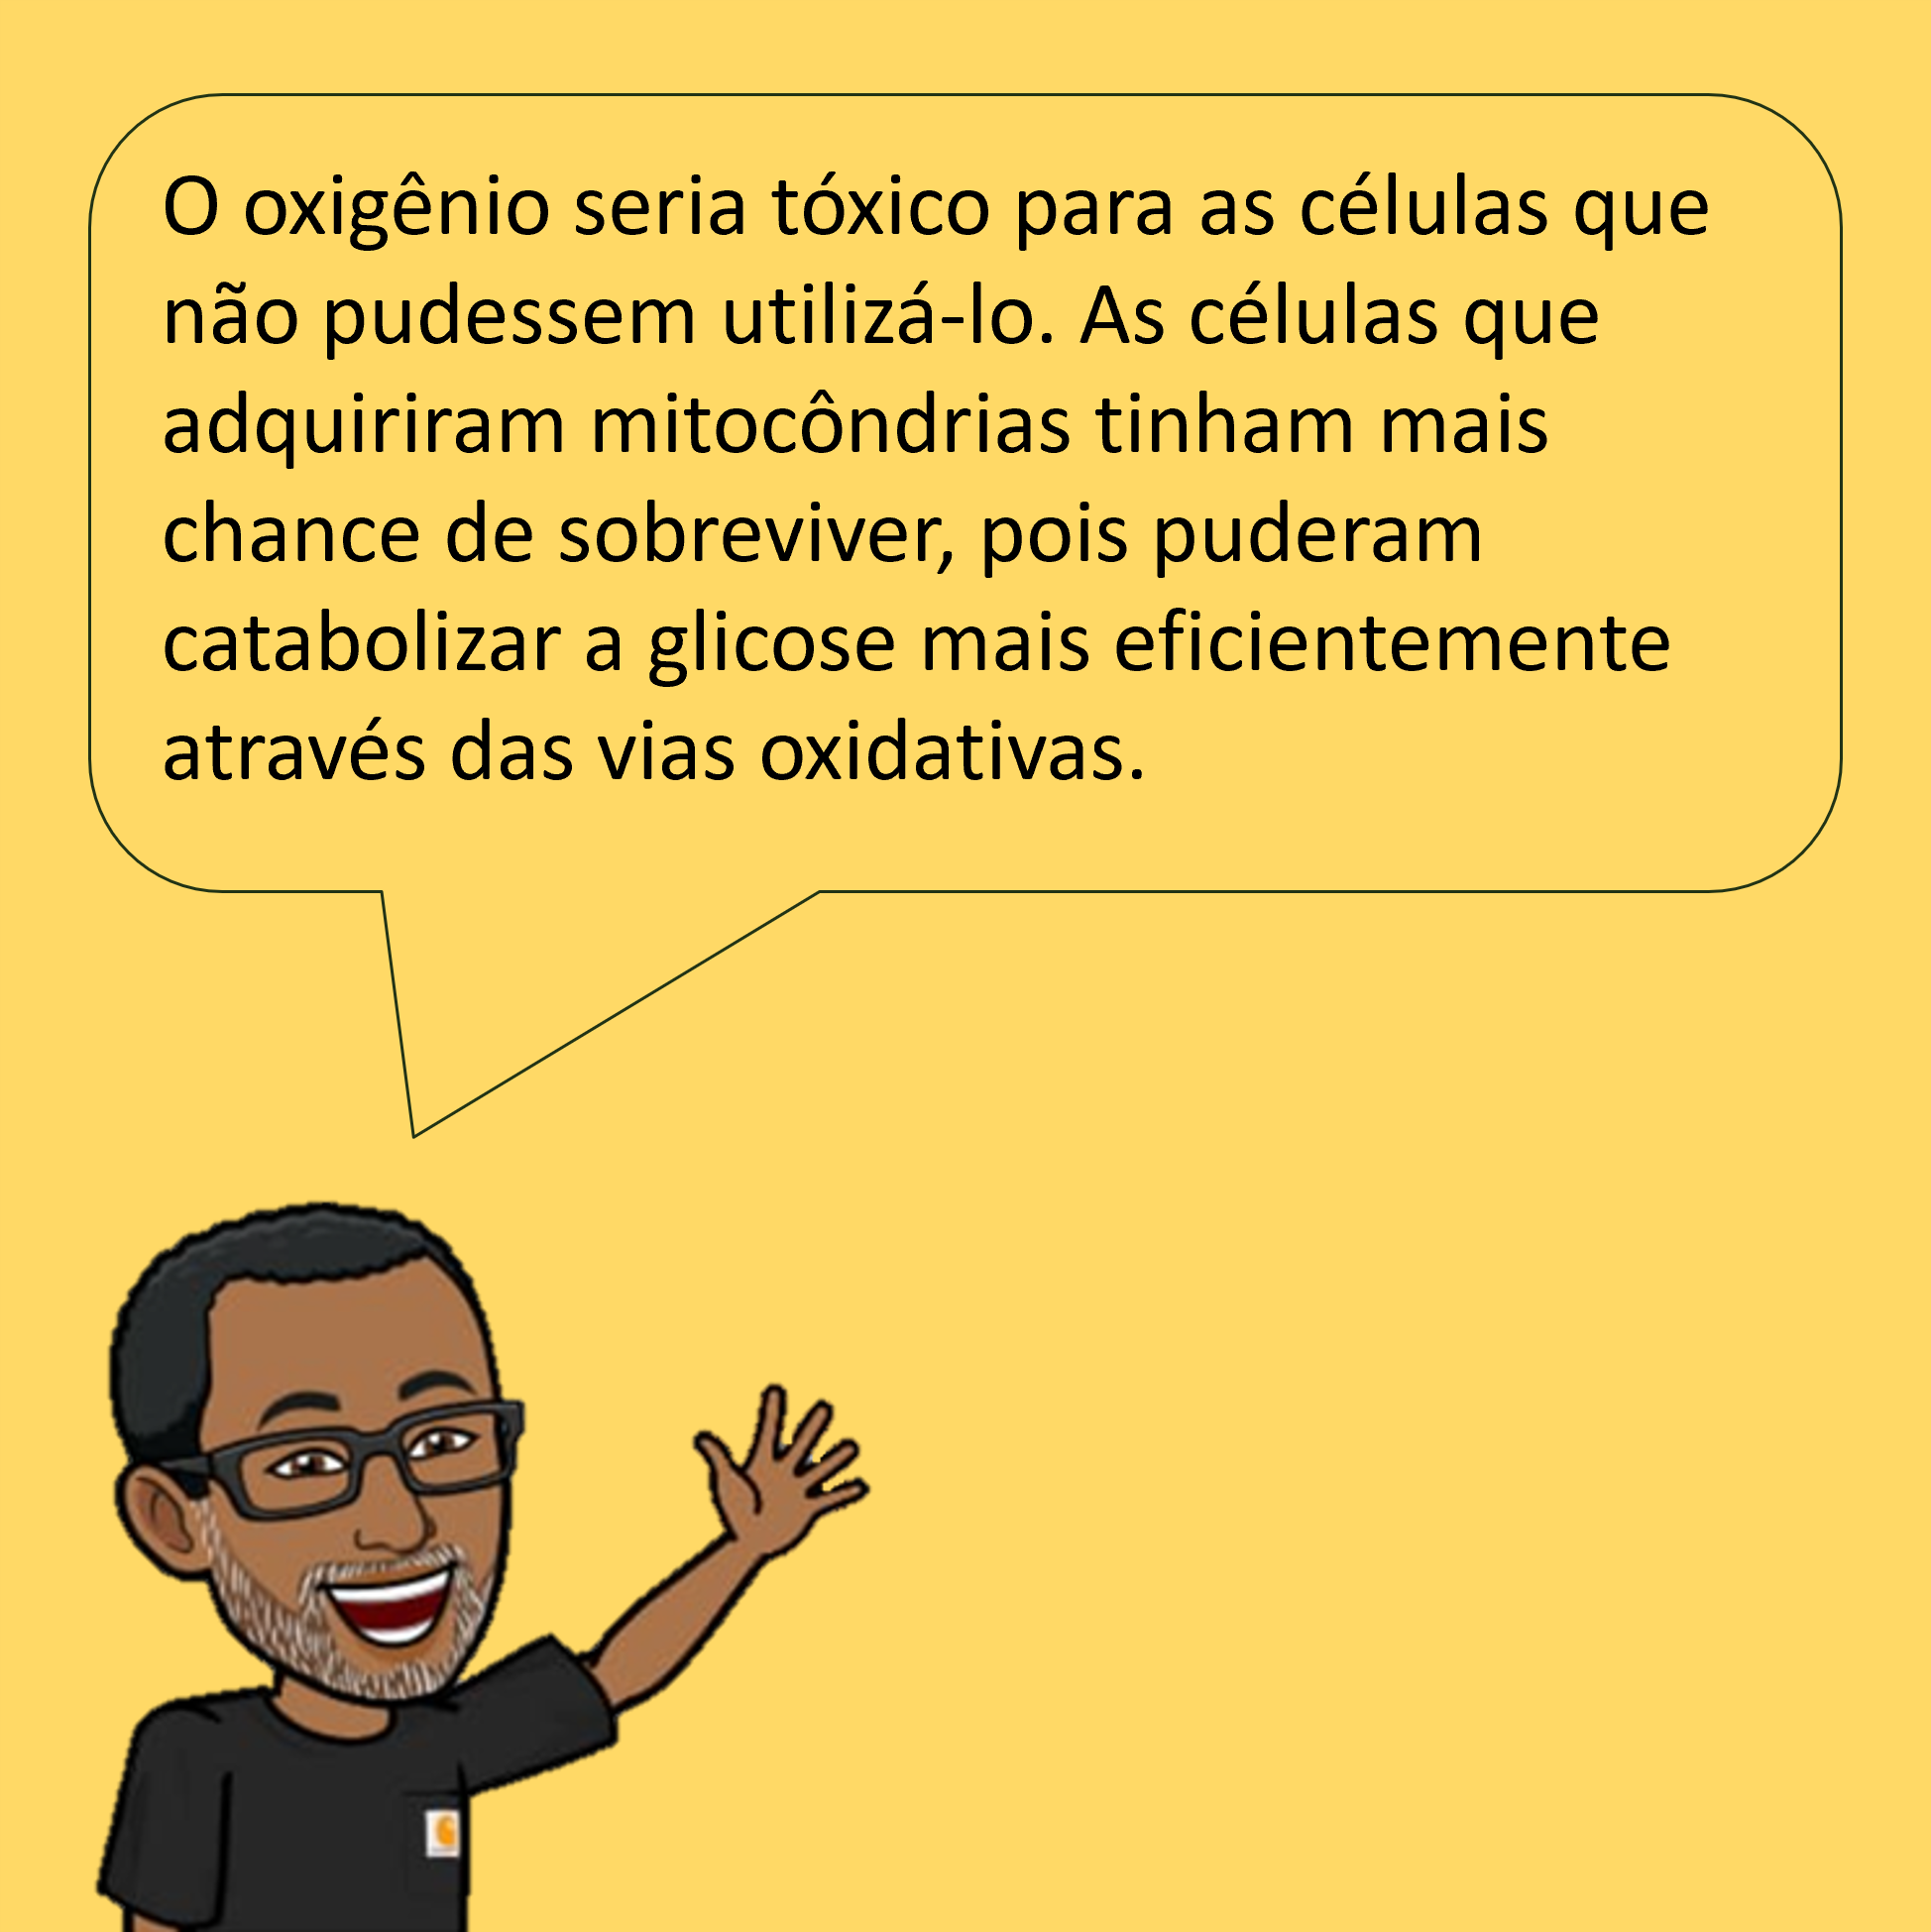 O oxigênio seria tóxico para as células que
não pudessem utilizá-lo. As células que
adquiriram mitocôndrias tinham mais
chance de sobreviver, pois puderam
catabolizar a glicose mais eficientemente
através das vias oxidativas.